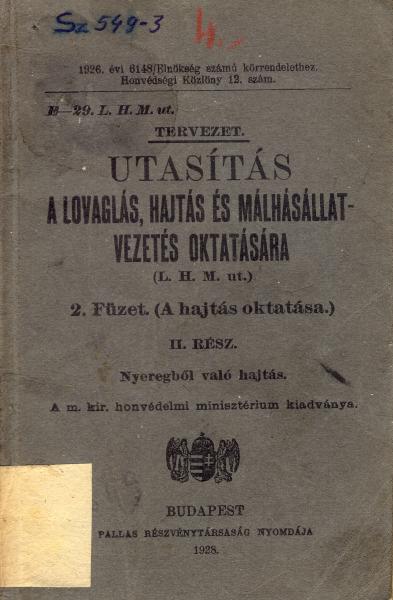 Sz 549-3
4.
1926. évi 6148/Elnökség számú körrendelethez.
Honvédségi Közlöny 12. szám.
E—29. L. H. M. ut.
TERVEZET.
UTASÍTÁS
A LOVAGLÁS, HAJTÁS ÉS MÁLHÁSÁLLAT-
VEZETÉS OKTATÁSÁRA
(L. H. M. ut.)
2. Füzet. (A hajtás oktatása.)
II. RÉSZ.
Nyeregből való hajtás.
A m. kir. honvédelmi minisztérium kiadványa.
BUDAPEST
PALLAS RÉSZVÉNYTÁRSASÁG NYOMDÁJA
1928.